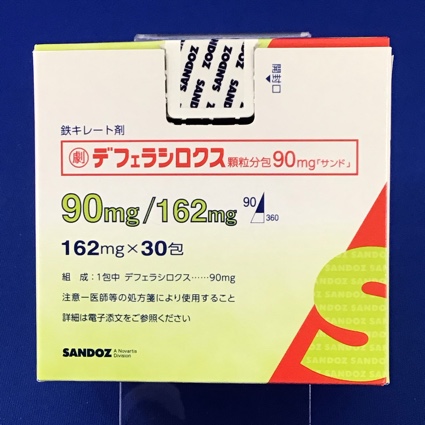 SANDOZ
SANDOZ
SAND
開封口
鉄キレート剤
劇 デフェラシロクス 顆粒分包90mg「サンド」
90mg/162mg 90 360
162mg×30包
組 成:1包中 デフェラシロクス……90mg
注意-医師等の処方箋により使用すること
詳細は電子添文をご参照ください
SANDOZ A Novartis Division
SANDOZ
SANDOZ SANDOZ